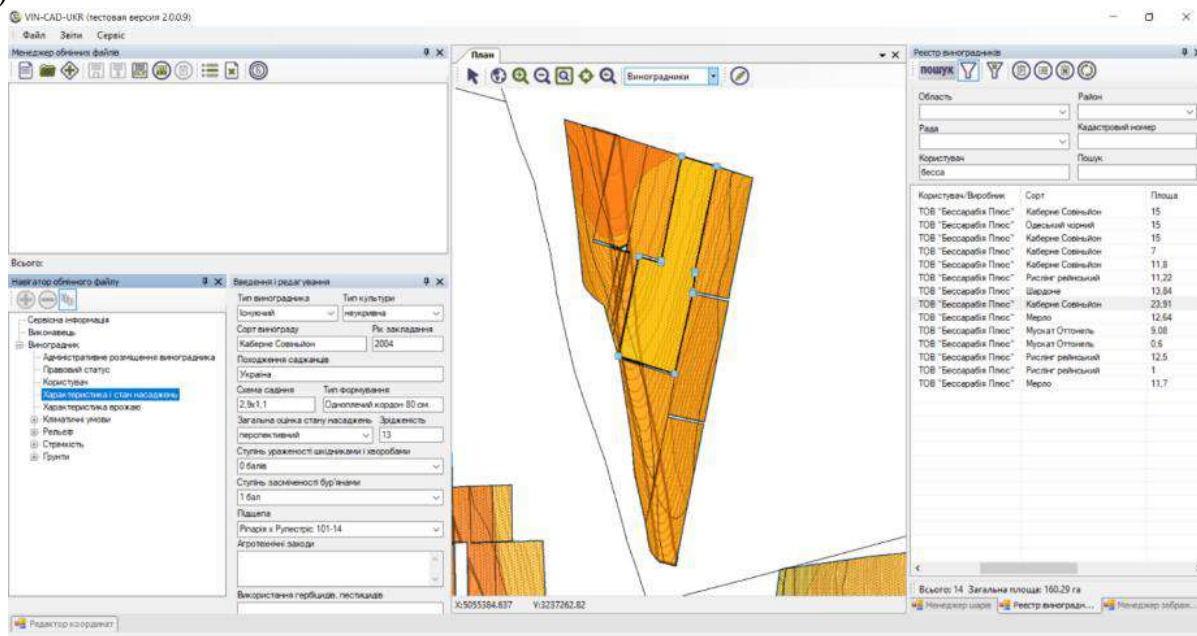 VIN-CAD-UKR (тестовая версия 2.0.0.9)
Файл Звіти Сервіс
Менеджер обмінних файлів
Всього:
Навігатор обмінного файлу
Сервісна інформація
Виконавець
Виноградник
Адміністративне розміщення виноградника
Правовий статус
Користувач
Характеристика і стан насаджень
Характеристика врожаю
Кліматичні умови
Рельєф
Стрімкість
Грунти
Введення і редагування
Тип виноградника Тип культури
Існуючий неукривна
Сорт винограду Рік закладання
Каберне Совіньйон 2004
Походження саджанців
Україна
Схема садіння Тип формування
2,9x1,1 Одноплечий кордон 80 см.
Загальна оцінка стану насаджень Зрідженість
перспективний 13
Ступінь ураженості шкідниками і хворобами
0 балів
Ступінь засміченості бур'янами
1 бал
Підщепа
Ріпарія х Рупестріс 101-14
Агротехнічні заходи
Використання гербіцидів, пестицидів
План
Виноградники
X:5055384.637 Y:3237262.82
Реєстр виноградників
пошук
Область Район
Рада Кадастровий номер
Користувач Пошук
бесса
Користувач/Виробник Сорт Площа
ТОВ "Бессарабія Плюс" Каберне Совіньйон 15
ТОВ "Бессарабія Плюс" Одеський чорний 15
ТОВ "Бессарабія Плюс" Каберне Совіньйон 15
ТОВ "Бессарабія Плюс" Каберне Совіньйон 7
ТОВ "Бессарабія Плюс" Каберне Совіньйон 11,8
ТОВ "Бессарабія Плюс" Рислінг рейнський 11,22
ТОВ "Бессарабія Плюс" Шардоне 13,84
ТОВ "Бессарабія Плюс" Каберне Совіньйон 23,91
ТОВ "Бессарабія Плюс" Мерло 12,64
ТОВ "Бессарабія Плюс" Мускат Оттонель 9,08
ТОВ "Бессарабія Плюс" Мускат Оттонель 0,6
ТОВ "Бессарабія Плюс" Рислінг рейнський 12,5
ТОВ "Бессарабія Плюс" Рислінг рейнський 1
ТОВ "Бессарабія Плюс" Мерло 11,7
Всього: 14 Загальна площа: 160.29 га
Менеджер шарів Реєстр виногради... Менеджер зображ...
Редактор координат